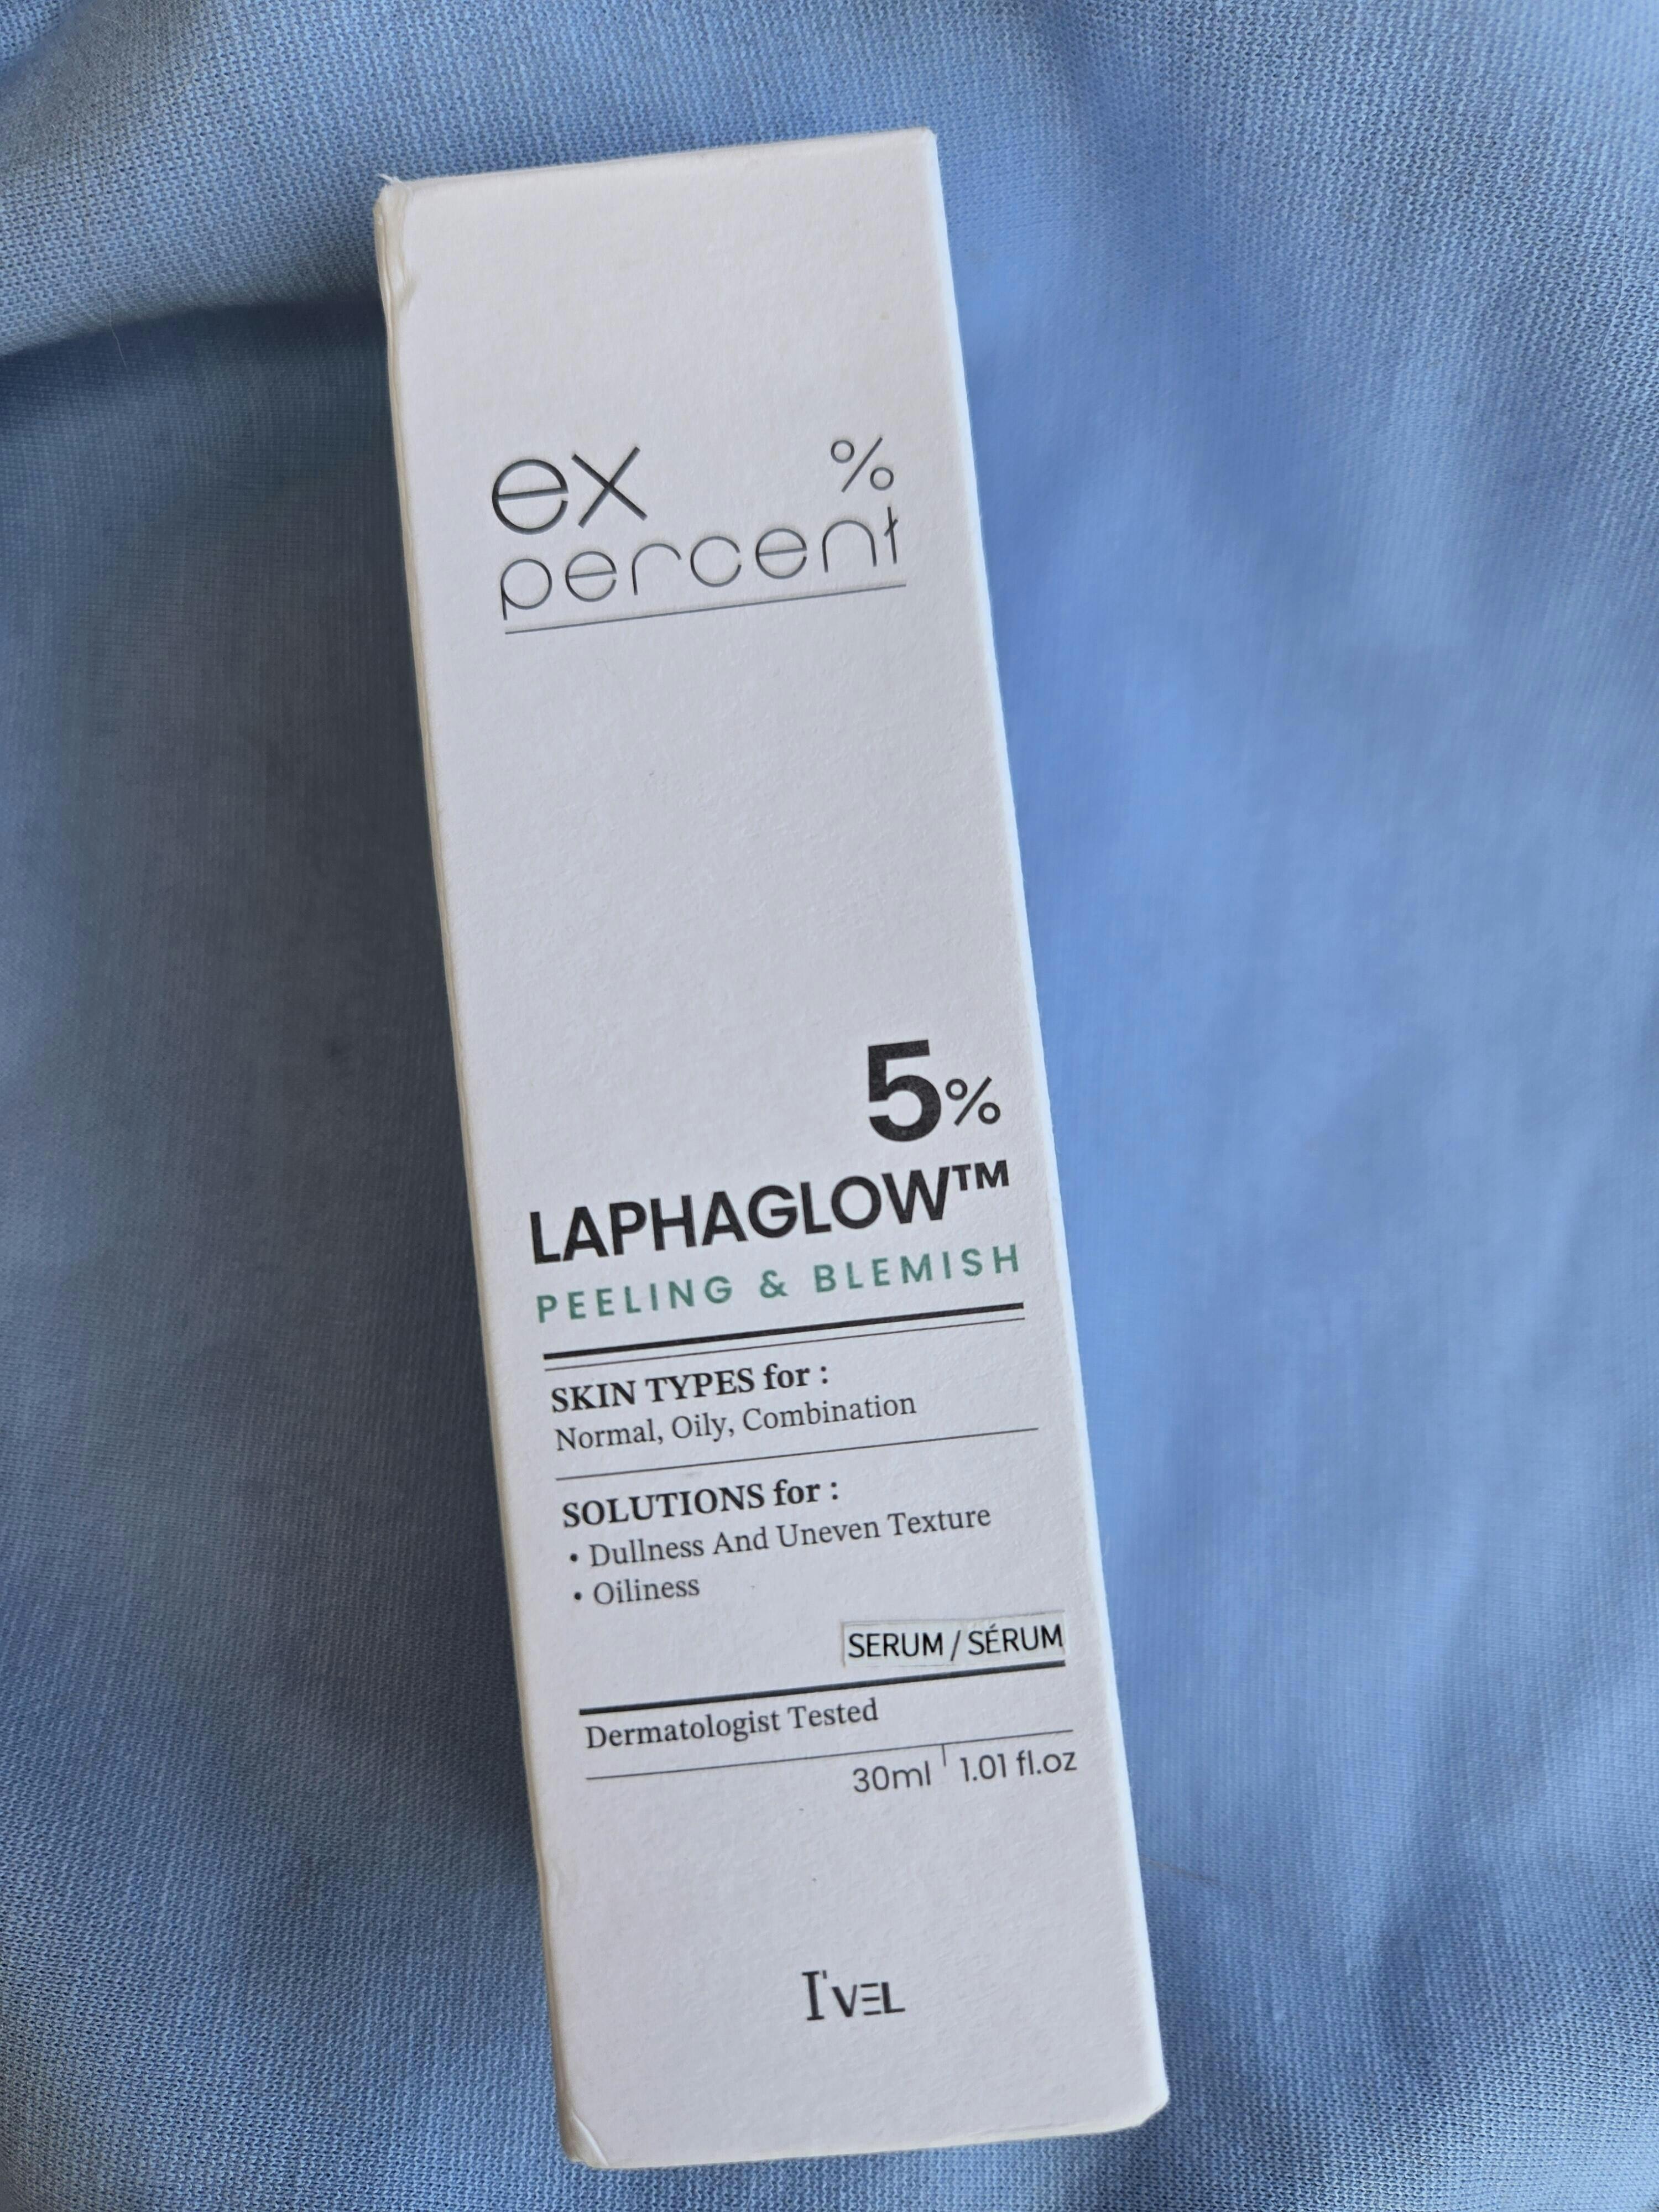 ex %
percent
5%
LAPHAGLOW™
PEELING & BLEMISH
SKIN TYPES for :
Normal, Oily, Combination
SOLUTIONS for :
• Dullness And Uneven Texture
• Oiliness
SERUM / SÉRUM
Dermatologist Tested
30ml 1.01 fl.oz
I'VEL